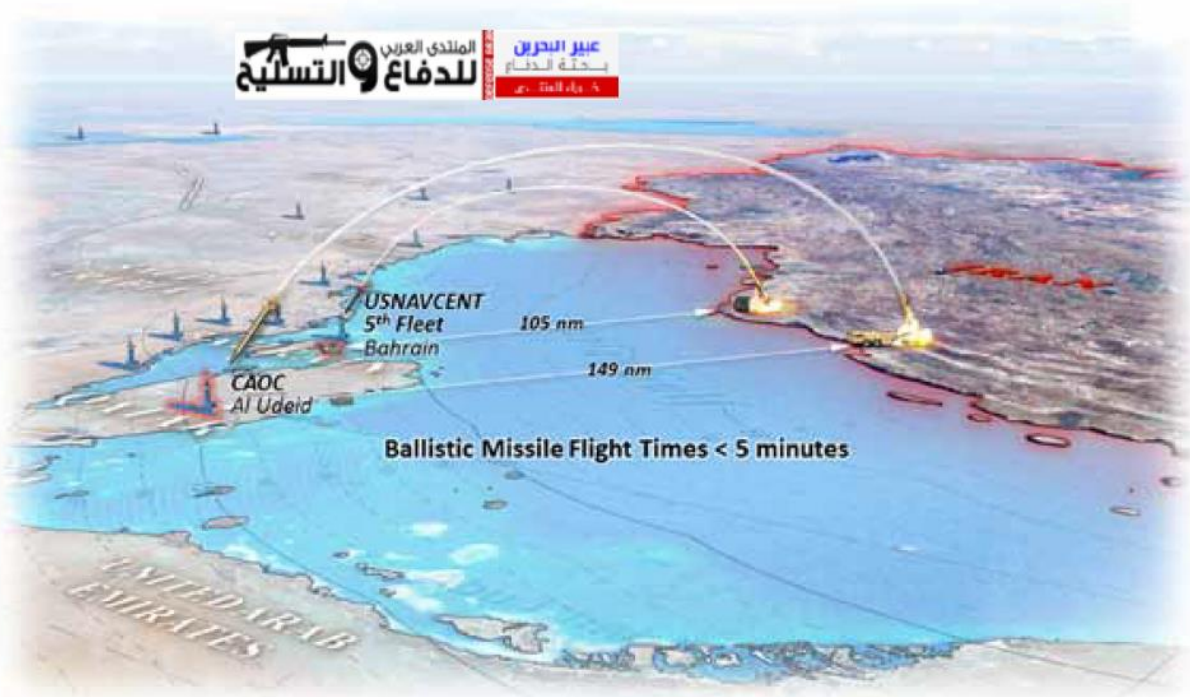 المنتدى العربي
للدفاع والتسليح
عبير البحرين
USNAVCENT
5th Fleet
Bahrain
105 nm
149 nm
CAOC
Al Udeid
Ballistic Missile Flight Times < 5 minutes
UNITED ARAB
EMIRATES